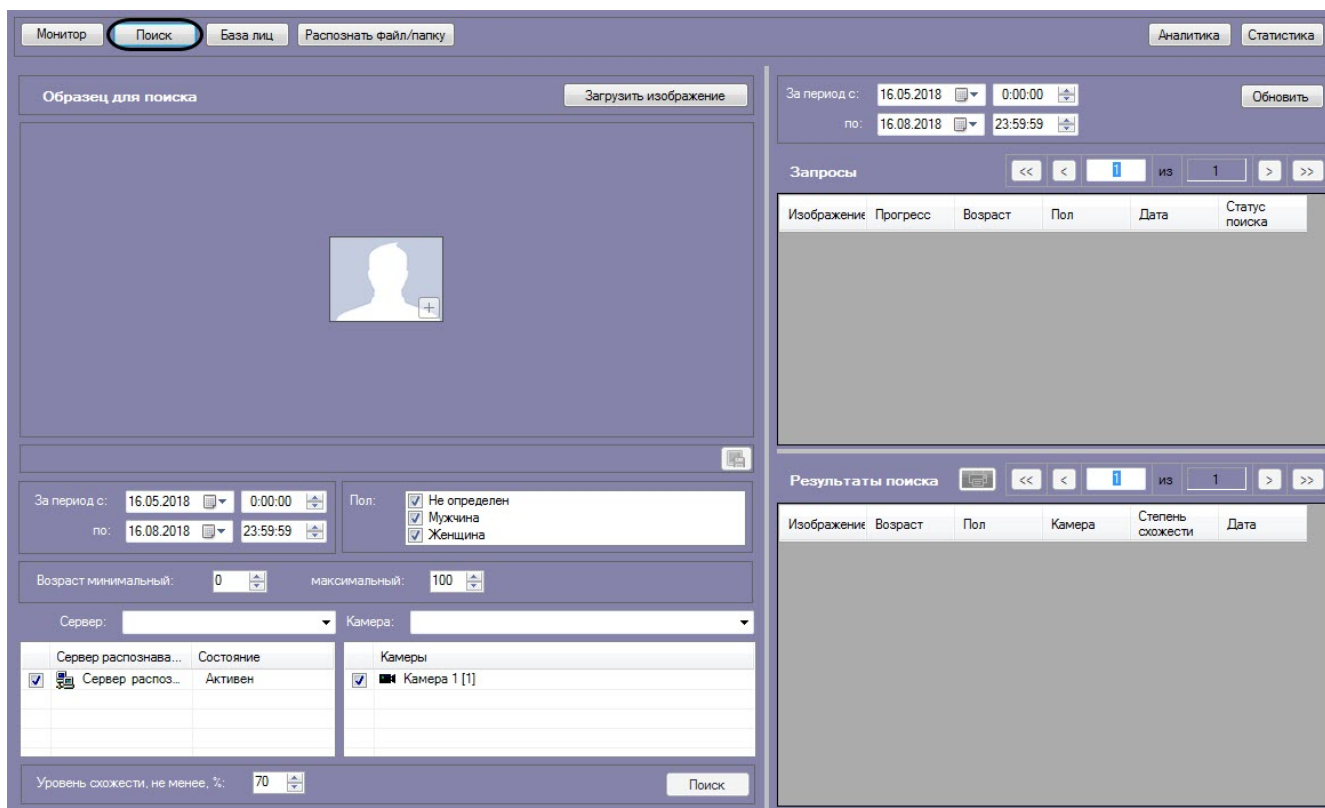 Монитор Поиск База лиц Распознать файл/папку Аналитика Статистика
Образец для поиска Загрузить изображение
За период с: 16.05.2018 0:00:00
по: 16.08.2018 23:59:59
Пол:
Не определен
Мужчина
Женщина
Возраст минимальный: 0 максимальный: 100
Сервер: Камера:
Сервер распознава... Состояние
Сервер распоз... Активен
Камеры
Камера 1 [1]
Уровень схожести, не менее, %: 70 Поиск
За период с: 16.05.2018 0:00:00 Обновить
по: 16.08.2018 23:59:59
Запросы << < 1 из 1 > >>
Изображение Прогресс Возраст Пол Дата Статус поиска
Результаты поиска << < 1 из 1 > >>
Изображение Возраст Пол Камера Степень схожести Дата